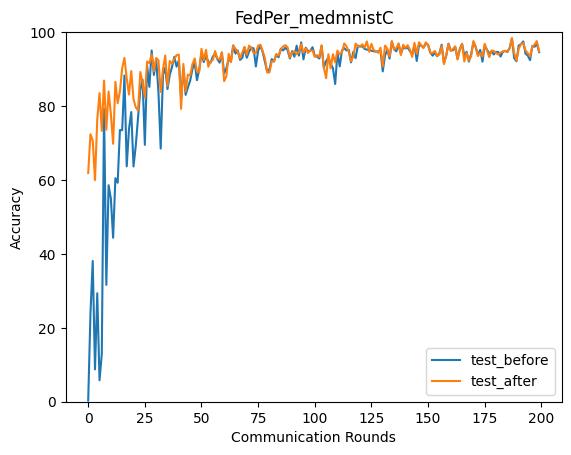 FedPer_medmnistC
100
80
60
40
20
0
Accuracy
0 25 50 75 100 125 150 175 200
Communication Rounds
test_before
test_after